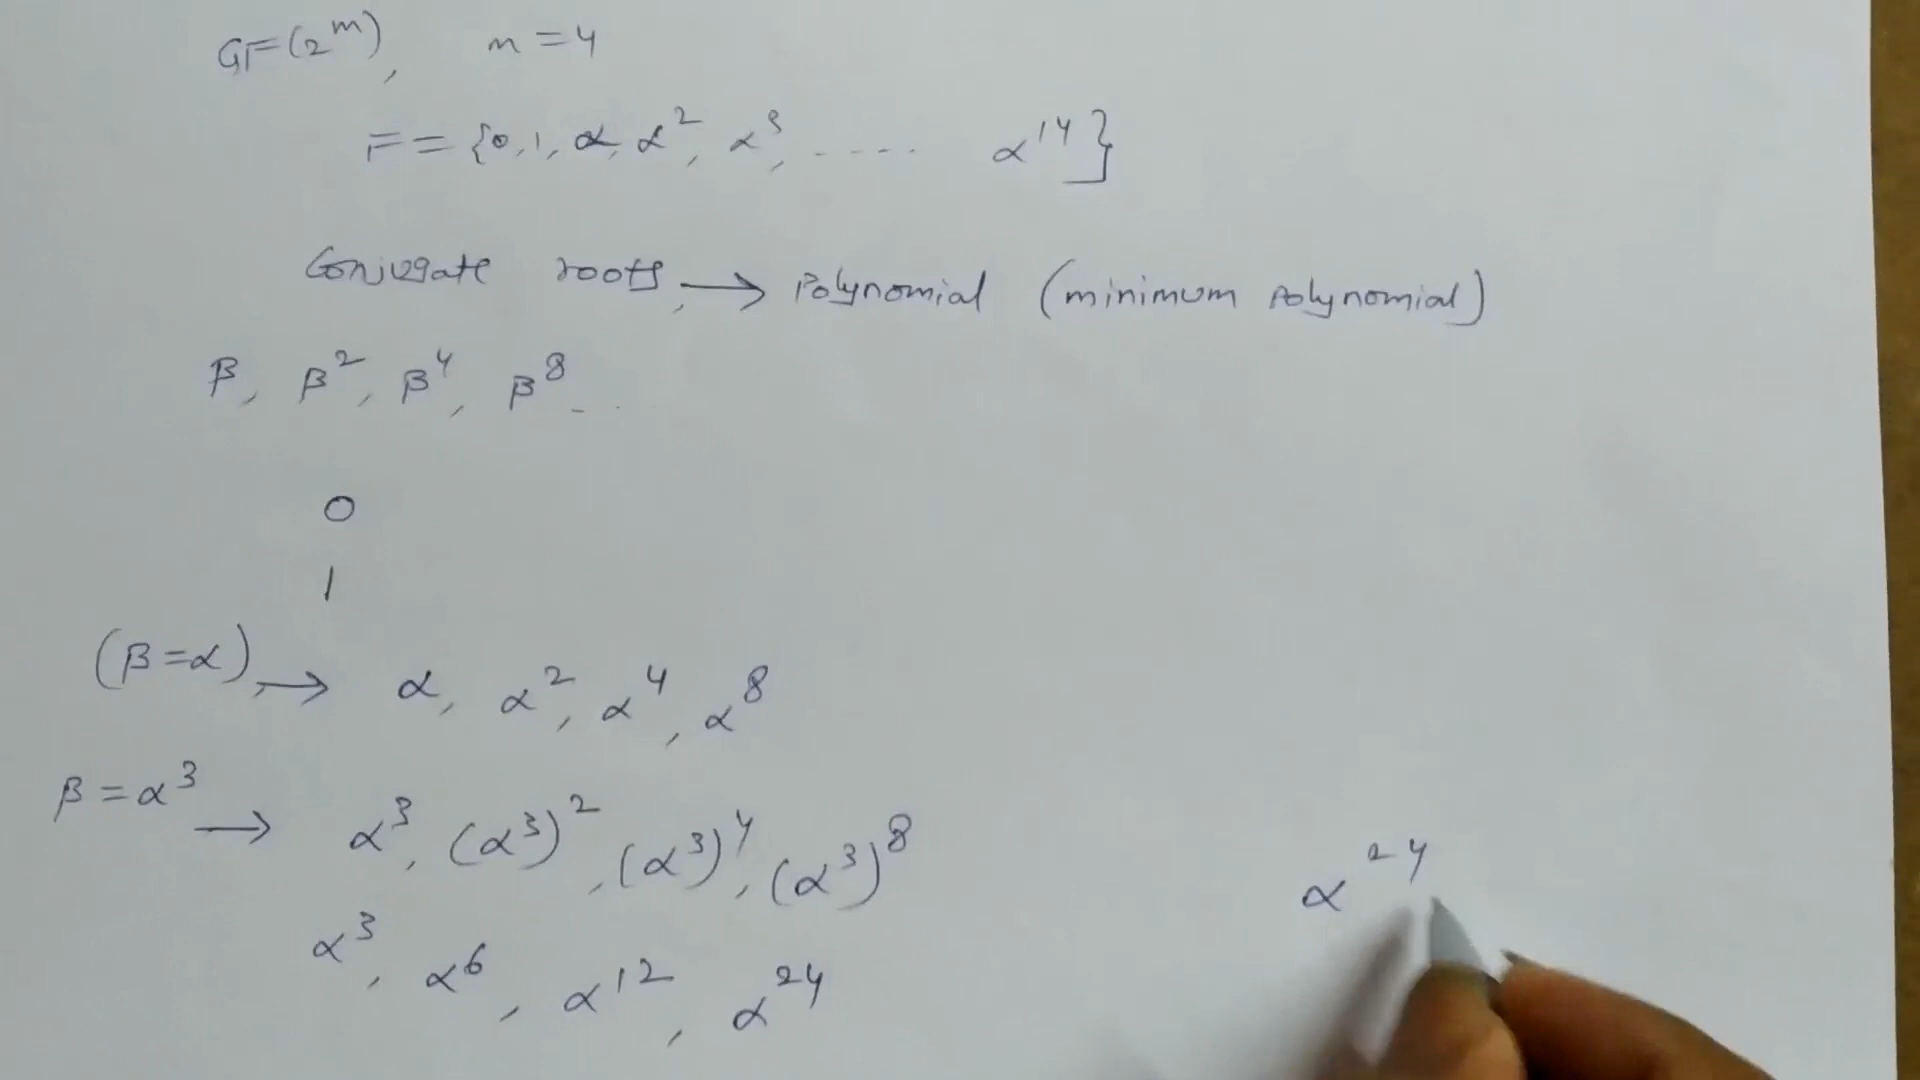 GF=(2^m), m=4
F={0,1,α,α^2,α^3,..... α^14}
Conjugate roots, → Polynomial (minimum Polynomial)
β, β^2, β^4, β^8...
0
1
(β=α), → α, α^2, α^4, α^8
β=α^3 → α^3, (α^3)^2, (α^3)^4, (α^3)^8
α^24
α^3, α^6, α^12, α^24